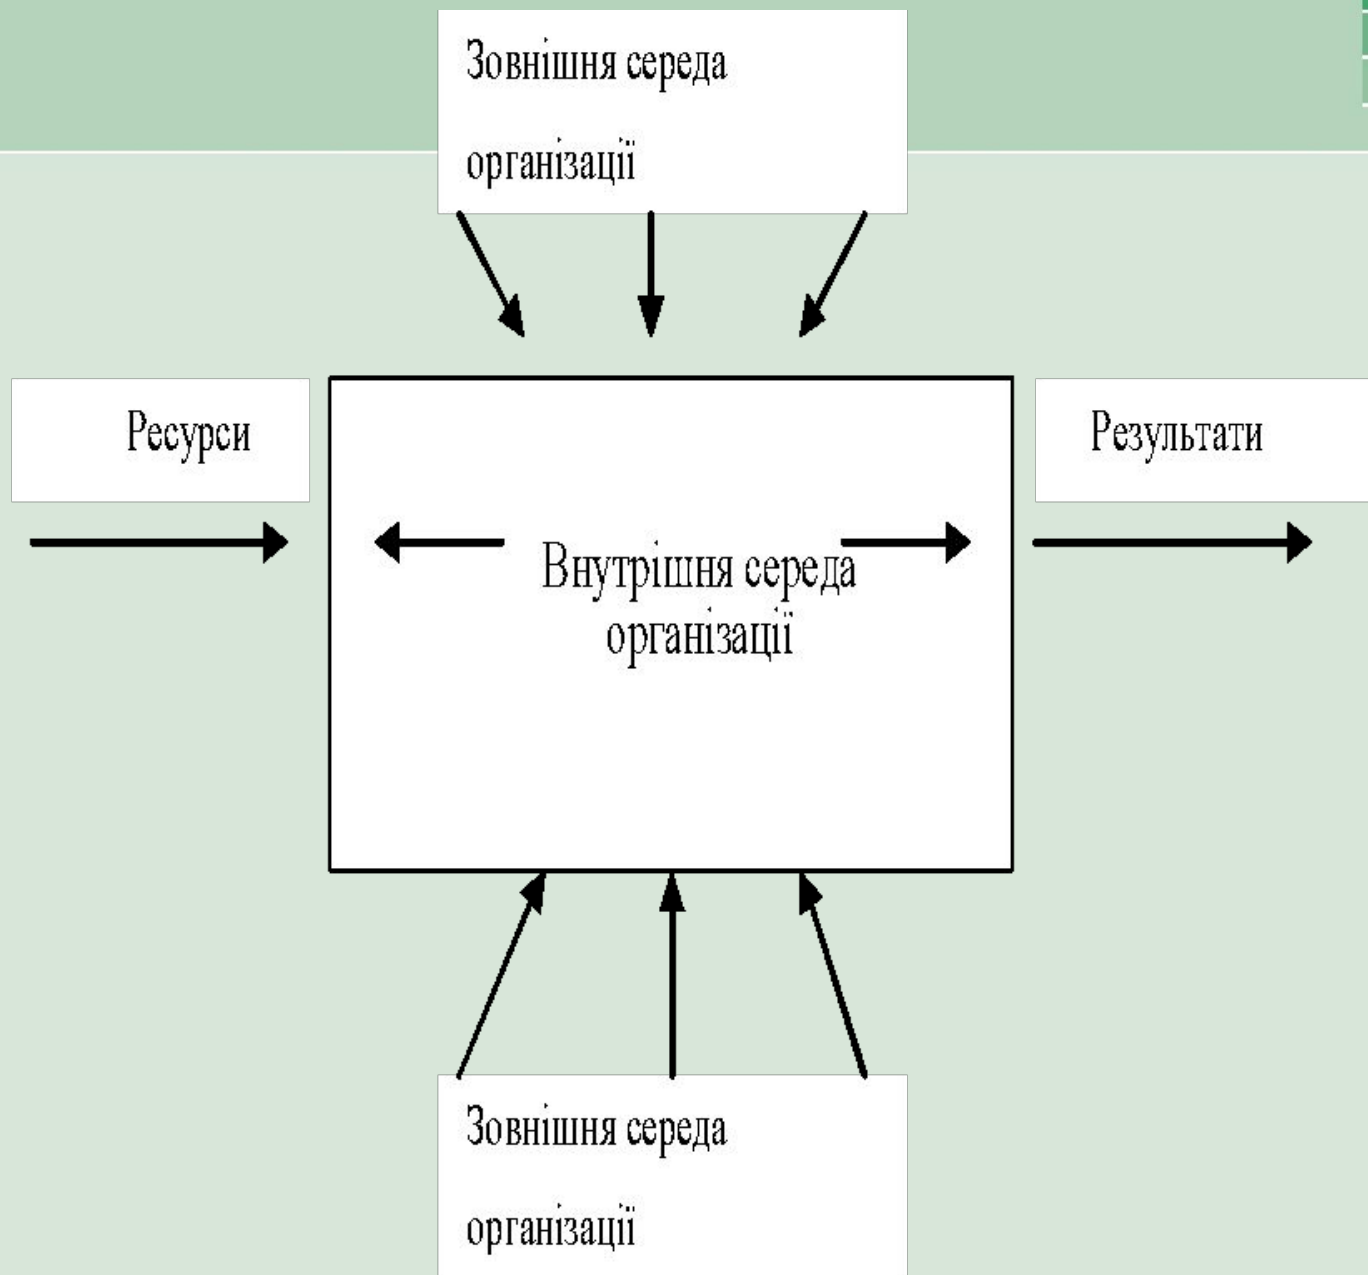 Зовнішня середа
організації
Ресурси
Результати
Внутрішня середа
організації
Зовнішня середа
організації